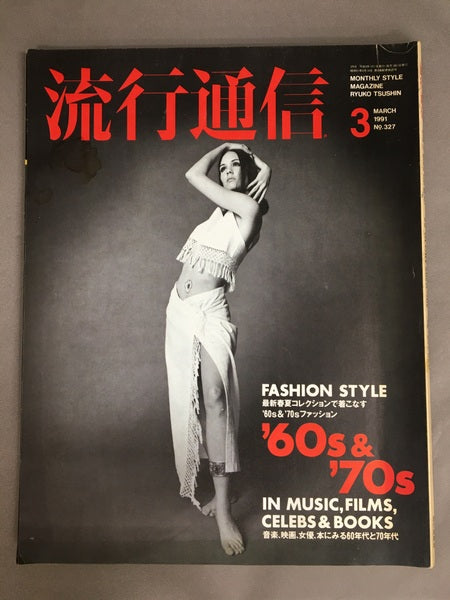 流行通信
MONTHLY STYLE
MAGAZINE
RYUKO TSUSHIN
3
MARCH
1991
No.327
FASHION STYLE
最新春夏コレクションで着こなす
'60s&'70sファッション
'60s &
'70s
IN MUSIC, FILMS,
CELEBS & BOOKS
音楽、映画、女優、本にみる60年代と70年代